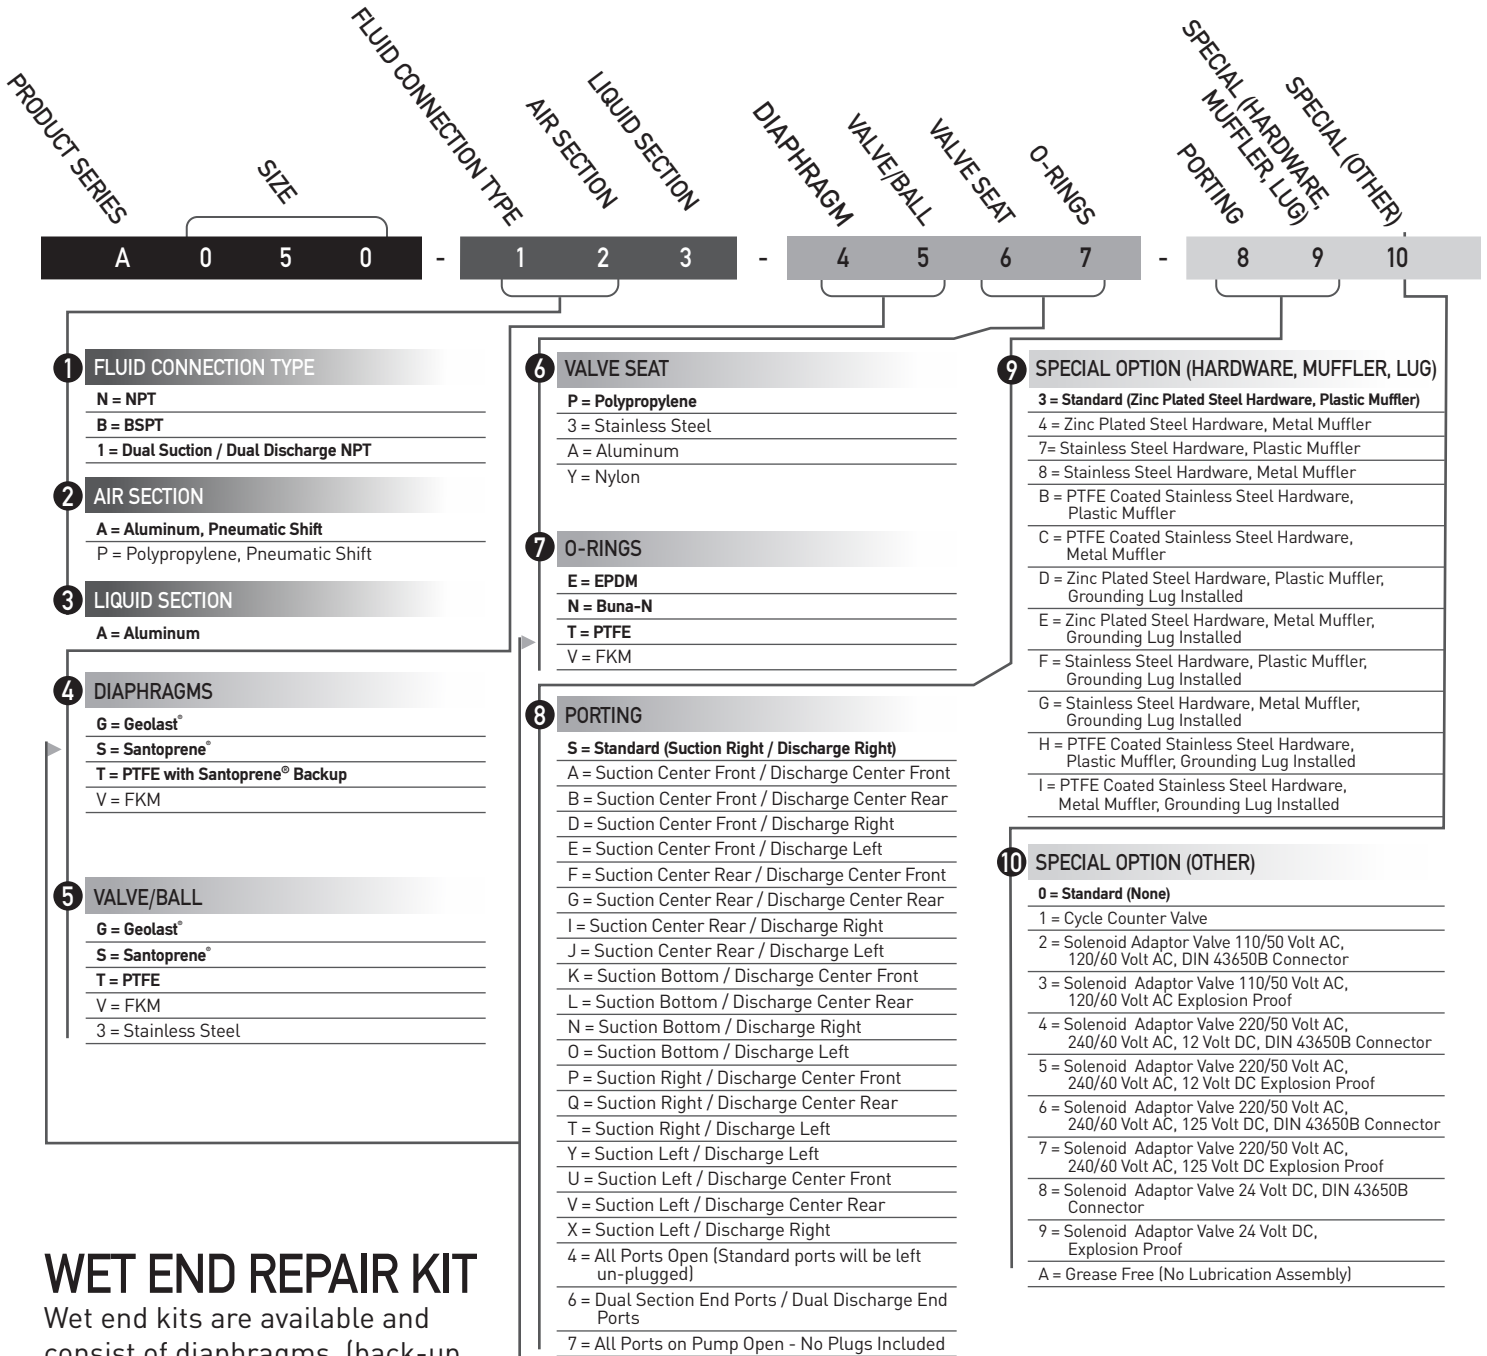 PRODUCT SERIES
SIZE
FLUID CONNECTION TYPE
AIR SECTION
LIQUID SECTION
DIAPHRAGM
VALVE/BALL
VALVE SEAT
O-RINGS
PORTING
SPECIAL (HARDWARE,
MUFFLER, LUG)
SPECIAL (OTHER)
A 0 5 0 - 1 2 3 - 4 5 6 7 - 8 9 10
1 FLUID CONNECTION TYPE
N = NPT
B = BSPT
1 = Dual Suction / Dual Discharge NPT
2 AIR SECTION
A = Aluminum, Pneumatic Shift
P = Polypropylene, Pneumatic Shift
3 LIQUID SECTION
A = Aluminum
4 DIAPHRAGMS
G = Geolast®
S = Santoprene®
T = PTFE with Santoprene® Backup
V = FKM
5 VALVE/BALL
G = Geolast®
S = Santoprene®
T = PTFE
V = FKM
3 = Stainless Steel
WET END REPAIR KIT
Wet end kits are available and
consist of diaphragms, (back-up
6 VALVE SEAT
P = Polypropylene
3 = Stainless Steel
A = Aluminum
Y = Nylon
7 O-RINGS
E = EPDM
N = Buna-N
T = PTFE
V = FKM
8 PORTING
S = Standard (Suction Right / Discharge Right)
A = Suction Center Front / Discharge Center Front
B = Suction Center Front / Discharge Center Rear
D = Suction Center Front / Discharge Right
E = Suction Center Front / Discharge Left
F = Suction Center Rear / Discharge Center Front
G = Suction Center Rear / Discharge Center Rear
I = Suction Center Rear / Discharge Right
J = Suction Center Rear / Discharge Left
K = Suction Bottom / Discharge Center Front
L = Suction Bottom / Discharge Center Rear
N = Suction Bottom / Discharge Right
O = Suction Bottom / Discharge Left
P = Suction Right / Discharge Center Front
Q = Suction Right / Discharge Center Rear
T = Suction Right / Discharge Left
Y = Suction Left / Discharge Left
U = Suction Left / Discharge Center Front
V = Suction Left / Discharge Center Rear
X = Suction Left / Discharge Right
4 = All Ports Open (Standard ports will be left
un-plugged)
6 = Dual Section End Ports / Dual Discharge End
Ports
7 = All Ports on Pump Open - No Plugs Included
9 SPECIAL OPTION (HARDWARE, MUFFLER, LUG)
3 = Standard (Zinc Plated Steel Hardware, Plastic Muffler)
4 = Zinc Plated Steel Hardware, Metal Muffler
7= Stainless Steel Hardware, Plastic Muffler
8 = Stainless Steel Hardware, Metal Muffler
B = PTFE Coated Stainless Steel Hardware,
Plastic Muffler
C = PTFE Coated Stainless Steel Hardware,
Metal Muffler
D = Zinc Plated Steel Hardware, Plastic Muffler,
Grounding Lug Installed
E = Zinc Plated Steel Hardware, Metal Muffler,
Grounding Lug Installed
F = Stainless Steel Hardware, Plastic Muffler,
Grounding Lug Installed
G = Stainless Steel Hardware, Metal Muffler,
Grounding Lug Installed
H = PTFE Coated Stainless Steel Hardware,
Plastic Muffler, Grounding Lug Installed
I = PTFE Coated Stainless Steel Hardware,
Metal Muffler, Grounding Lug Installed
10 SPECIAL OPTION (OTHER)
0 = Standard (None)
1 = Cycle Counter Valve
2 = Solenoid Adaptor Valve 110/50 Volt AC,
120/60 Volt AC, DIN 43650B Connector
3 = Solenoid Adaptor Valve 110/50 Volt AC,
120/60 Volt AC Explosion Proof
4 = Solenoid Adaptor Valve 220/50 Volt AC,
240/60 Volt AC, 12 Volt DC, DIN 43650B Connector
5 = Solenoid Adaptor Valve 220/50 Volt AC,
240/60 Volt AC, 12 Volt DC Explosion Proof
6 = Solenoid Adaptor Valve 220/50 Volt AC,
240/60 Volt AC, 125 Volt DC, DIN 43650B Connector
7 = Solenoid Adaptor Valve 220/50 Volt AC,
240/60 Volt AC, 125 Volt DC Explosion Proof
8 = Solenoid Adaptor Valve 24 Volt DC, DIN 43650B
Connector
9 = Solenoid Adaptor Valve 24 Volt DC,
Explosion Proof
A = Grease Free (No Lubrication Assembly)